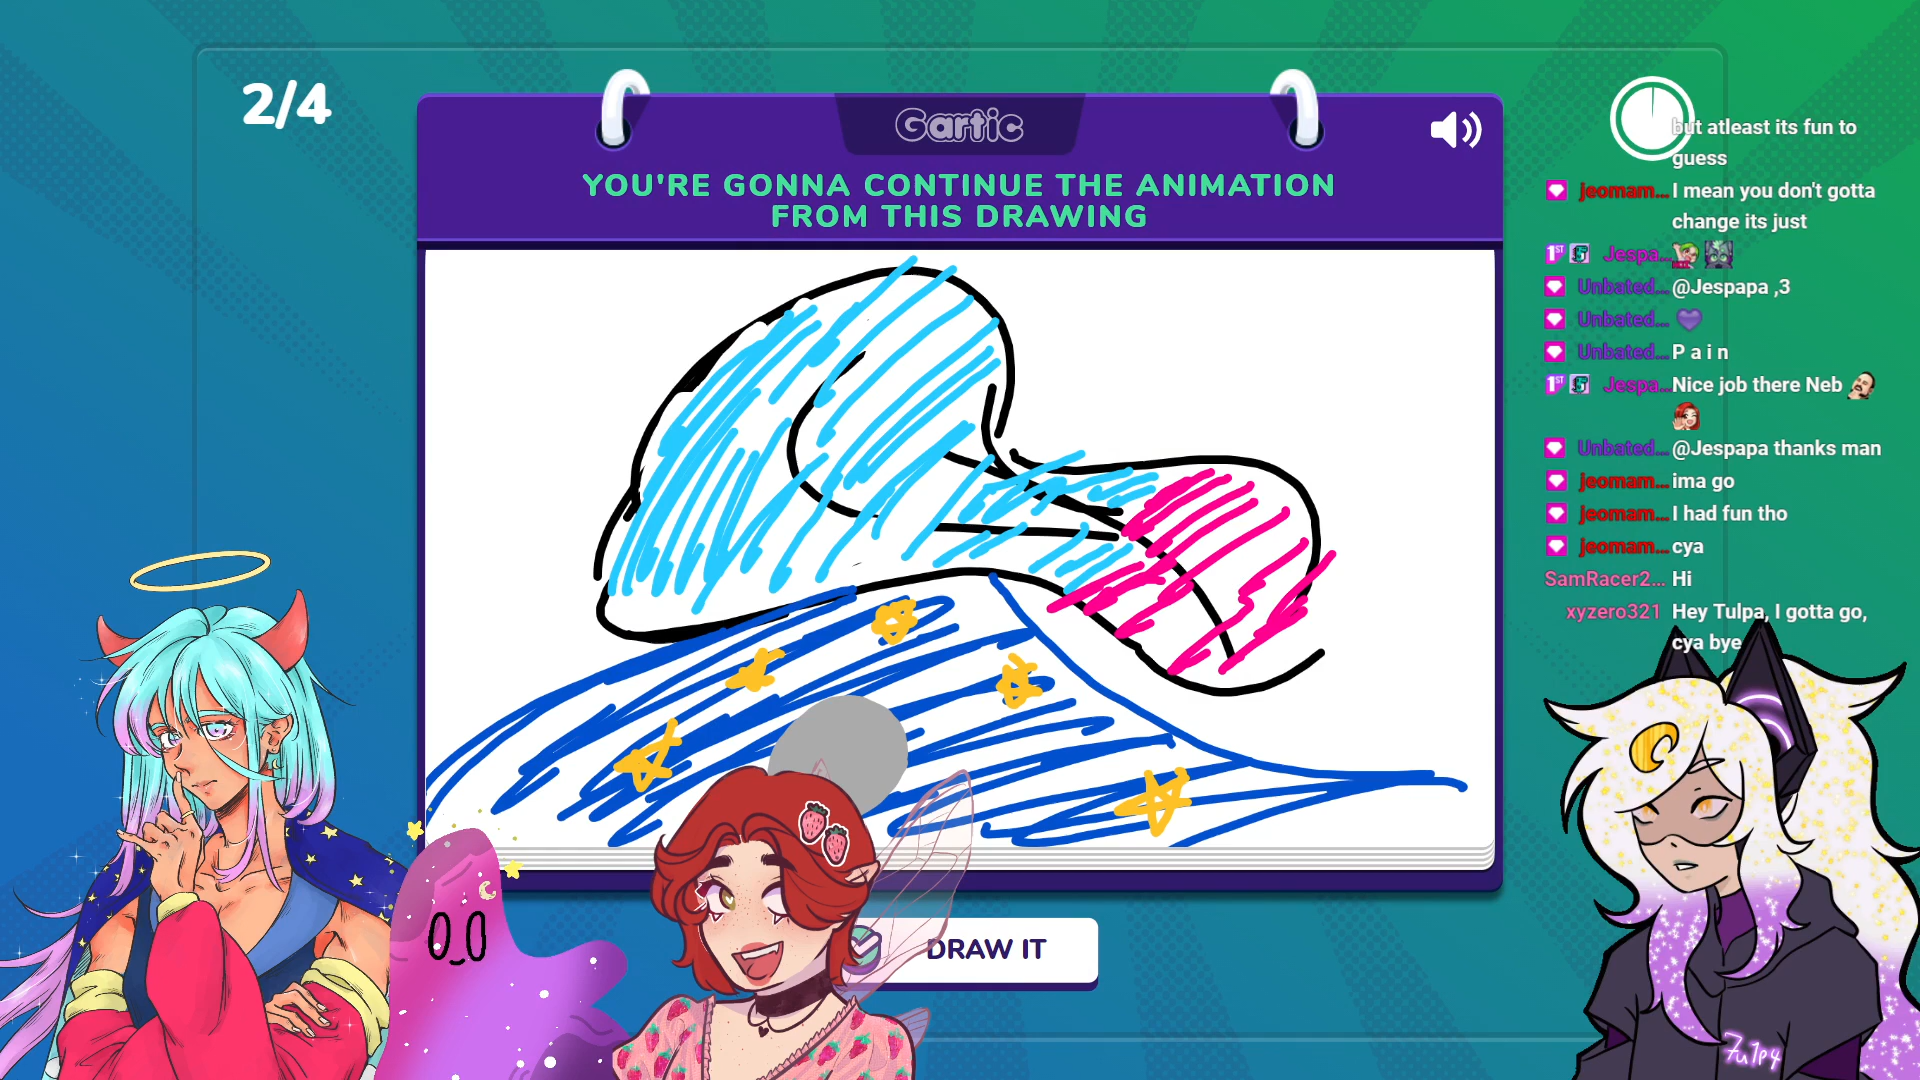 2/4
Gartic
YOU'RE GONNA CONTINUE THE ANIMATION
FROM THIS DRAWING
but atleast its fun to
guess
jeomam... I mean you don't gotta
change its just
1ST Jespa...
Unbated... @Jespapa ,3
Unbated...
Unbated... P a i n
1ST Jespa... Nice job there Neb
Unbated... @Jespapa thanks man
jeomam... ima go
jeomam... I had fun tho
jeomam... cya
SamRacer2... Hi
xyzero321 Hey Tulpa, I gotta go,
cya bye
DRAW IT
7u1p4